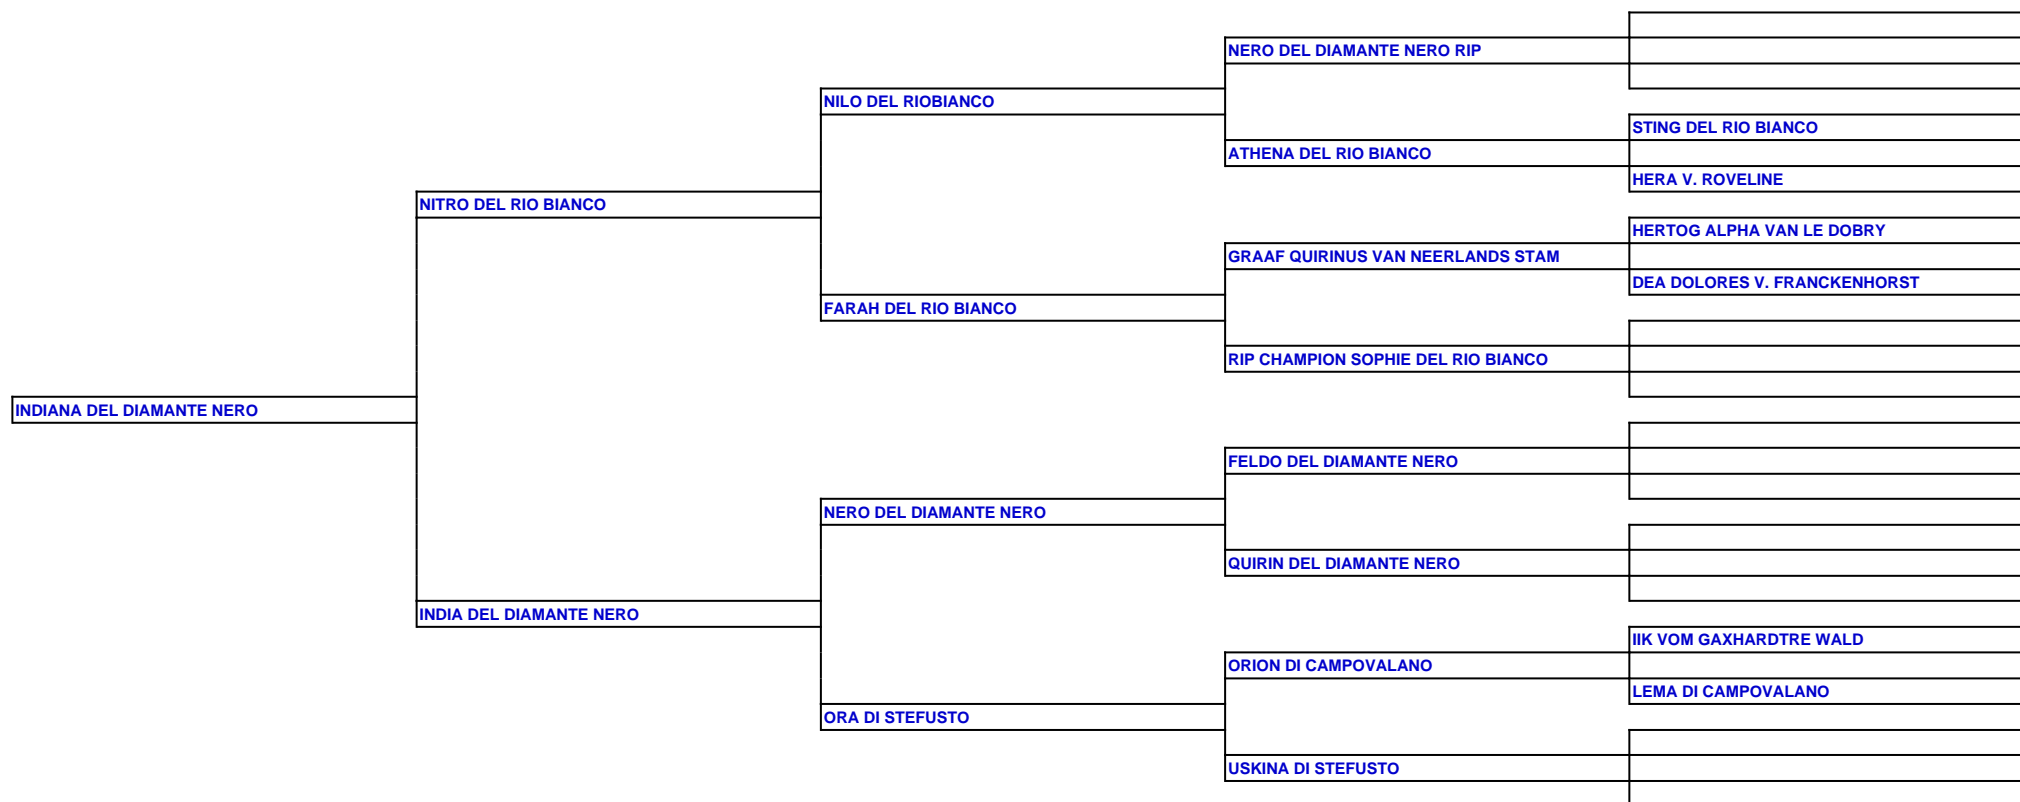 NERO DEL DIAMANTE NERO RIP
NILO DEL RIOBIANCO
STING DEL RIO BIANCO
ATHENA DEL RIO BIANCO
HERA V. ROVELINE
NITRO DEL RIO BIANCO
HERTOG ALPHA VAN LE DOBRY
GRAAF QUIRINUS VAN NEERLANDS STAM
DEA DOLORES V. FRANCKENHORST
FARAH DEL RIO BIANCO
RIP CHAMPION SOPHIE DEL RIO BIANCO
INDIANA DEL DIAMANTE NERO
FELDO DEL DIAMANTE NERO
NERO DEL DIAMANTE NERO
QUIRIN DEL DIAMANTE NERO
INDIA DEL DIAMANTE NERO
IIK VOM GAXHARDTRE WALD
ORION DI CAMPOVALANO
LEMA DI CAMPOVALANO
ORA DI STEFUSTO
USKINA DI STEFUSTO